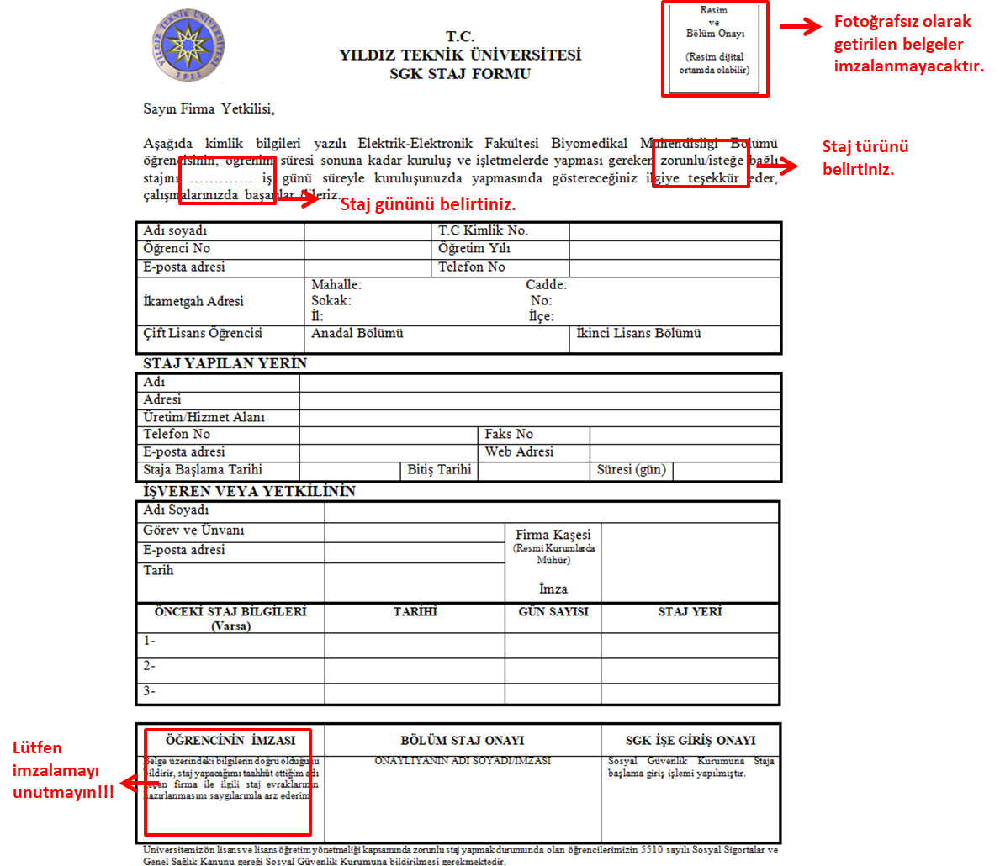 YILDIZ TEKNİK ÜNİVERSİTESİ
1911
T.C.
YILDIZ TEKNİK ÜNİVERSİTESİ
SGK STAJ FORMU
Resim
ve
Bölüm Onayı
(Resim dijital
ortamda olabilir)
Fotoğrafsız olarak
getirilen belgeler
imzalanmayacaktır.
Sayın Firma Yetkilisi,
Aşağıda kimlik bilgileri yazılı Elektrik-Elektronik Fakültesi Biyomedikal Mühendisliği Bölümü
öğrencisinin, öğrenim süresi sonuna kadar kuruluş ve işletmelerde yapması gereken zorunlu/isteğe bağlı
stajını ............. iş günü süreyle kuruluşunuzda yapmasında göstereceğiniz ilgiye teşekkür eder,
çalışmalarınızda başarılar dileriz.
Staj türünü
belirtiniz.
Staj gününü belirtiniz.
Adı soyadı T.C Kimlik No.
Öğrenci No Öğretim Yılı
E-posta adresi Telefon No
İkametgah Adresi
Mahalle: Cadde:
Sokak: No:
İl: İlçe:
Çift Lisans Öğrencisi Anadal Bölümü İkinci Lisans Bölümü
STAJ YAPILAN YERİN
Adı
Adresi
Üretim/Hizmet Alanı
Telefon No Faks No
E-posta adresi Web Adresi
Staja Başlama Tarihi Bitiş Tarihi Süresi (gün)
İŞVEREN VEYA YETKİLİNİN
Adı Soyadı
Görev ve Ünvanı
E-posta adresi
Tarih
Firma Kaşesi
(Resmi Kurumlarda
Mühür)
İmza
ÖNCEKİ STAJ BİLGİLERİ
(Varsa)
TARİHİ GÜN SAYISI STAJ YERİ
1-
2-
3-
Lütfen
imzalamayı
unutmayın!!!
ÖĞRENCİNİN İMZASI
Belge üzerindeki bilgilerin doğru olduğunu
bildirir, staj yapacağımı taahhüt ettiğim adı
geçen firma ile ilgili staj evraklarının
hazırlanmasını saygılarımla arz ederim
BÖLÜM STAJ ONAYI
ONAYLIYANIN ADI SOYADI/IMZASI
SGK İŞE GİRİŞ ONAYI
Sosyal Güvenlik Kurumuna Staja
başlama giriş işlemi yapılmıştır.
Üniversitemiz ön lisans ve lisans öğretim yönetmeliği kapsamında zorunlu staj yapmak durumunda olan öğrencilerimizin 5510 sayılı Sosyal Sigortalar ve
Genel Sağlık Kanunu gereği Sosyal Güvenlik Kurumuna bildirilmesi gerekmektedir.